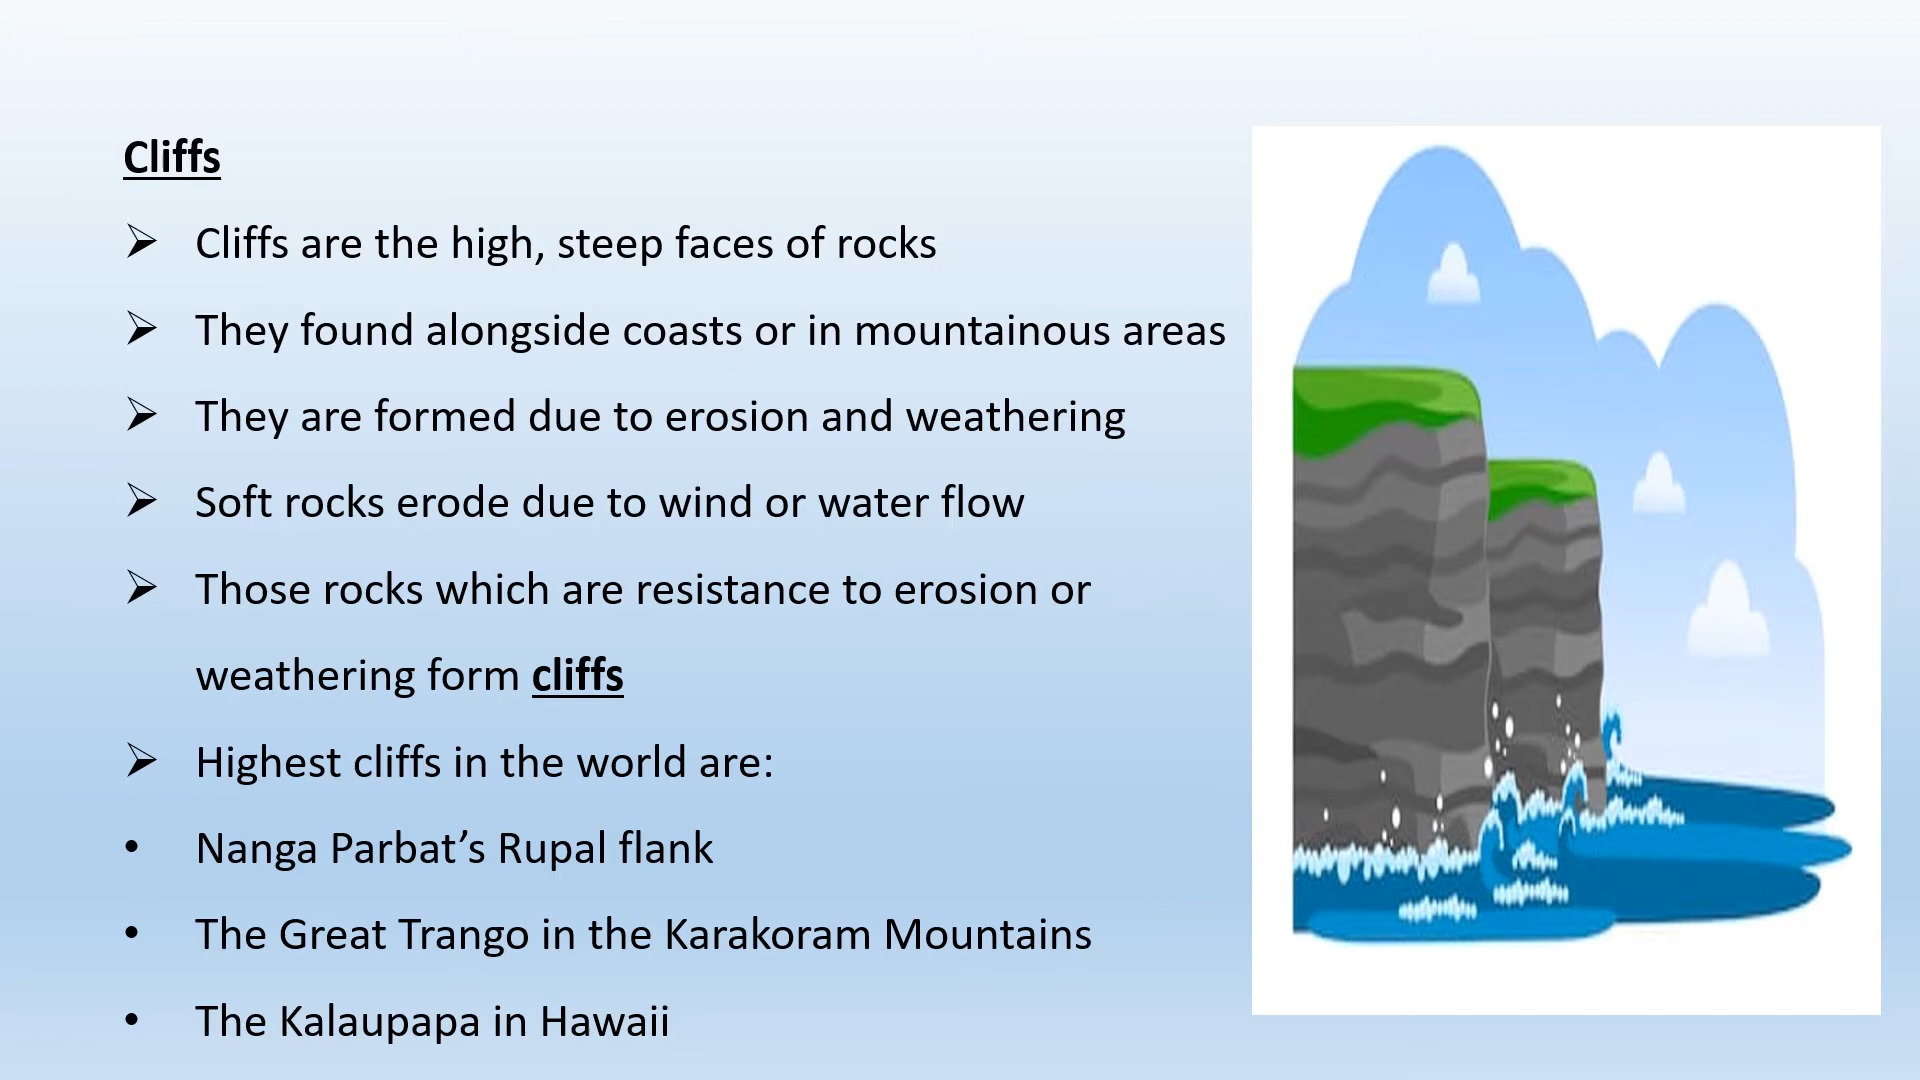 Cliffs
➢ Cliffs are the high, steep faces of rocks
➢ They found alongside coasts or in mountainous areas
➢ They are formed due to erosion and weathering
➢ Soft rocks erode due to wind or water flow
➢ Those rocks which are resistance to erosion or
weathering form cliffs
➢ Highest cliffs in the world are:
• Nanga Parbat’s Rupal flank
• The Great Trango in the Karakoram Mountains
• The Kalaupapa in Hawaii